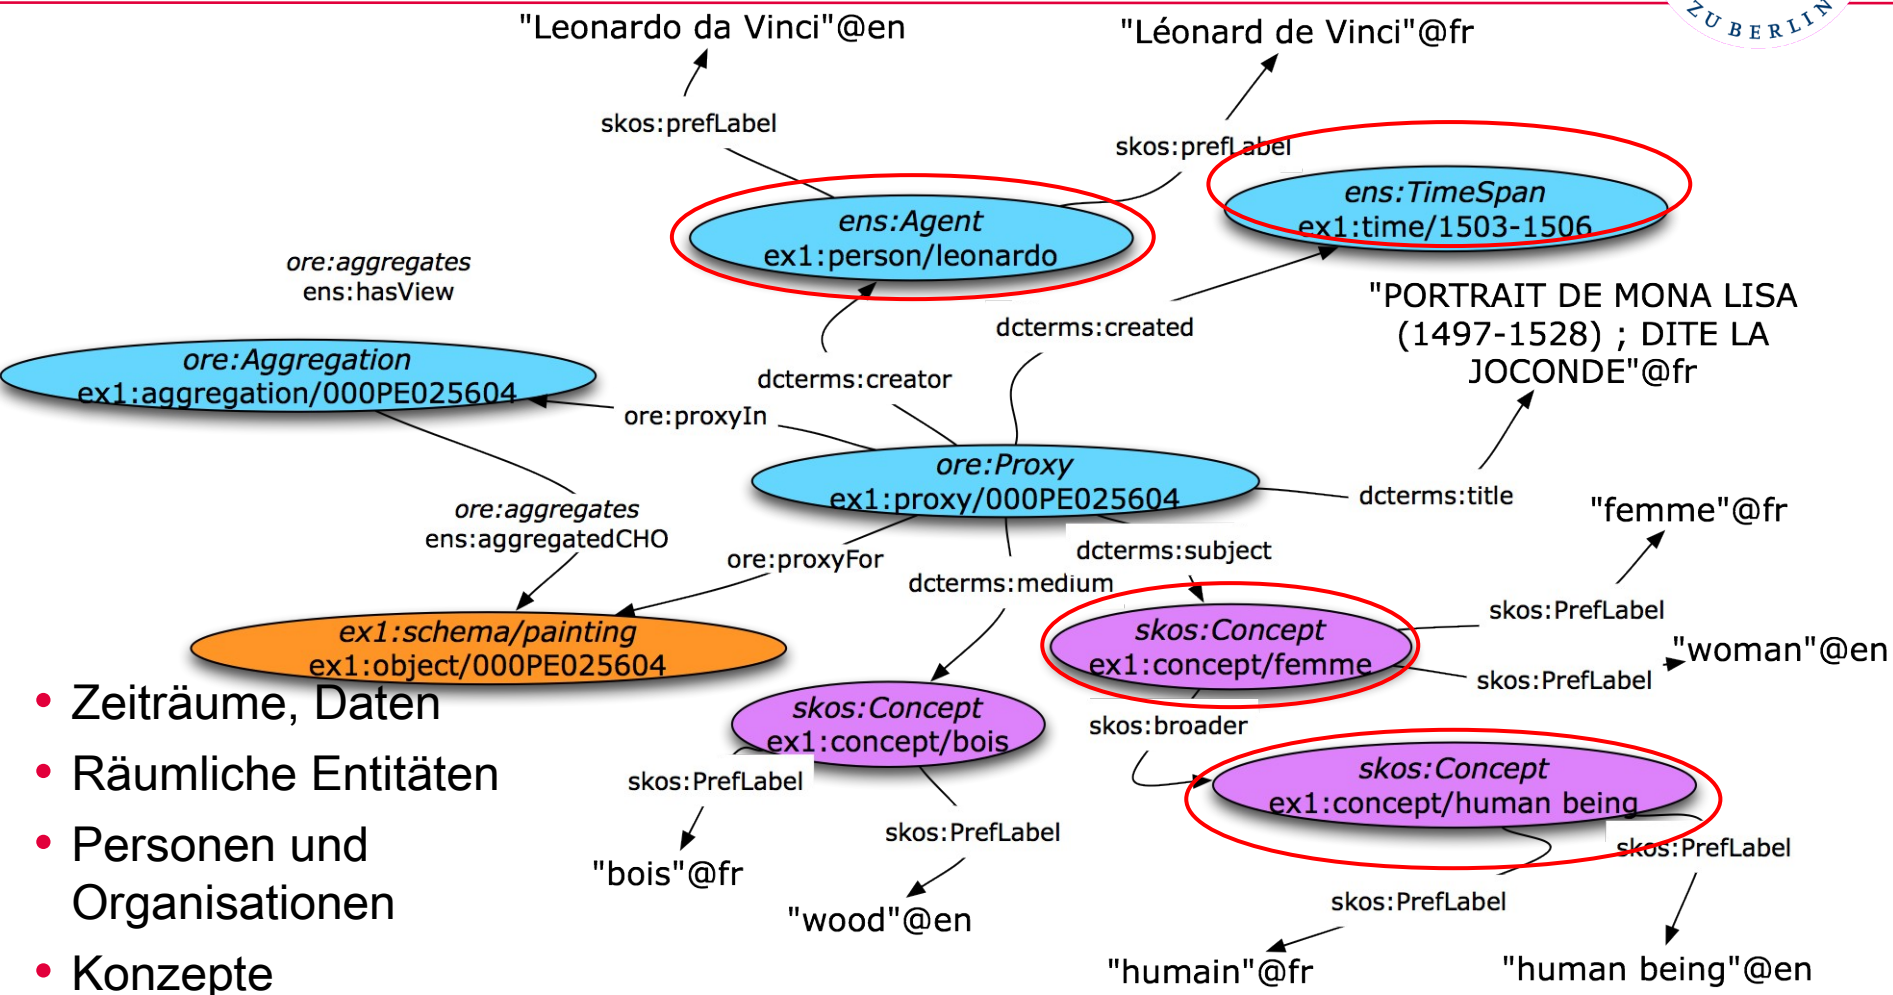 ZU BERLIN
"Leonardo da Vinci"@en
"Léonard de Vinci"@fr
skos:prefLabel
skos:prefLabel
ens:TimeSpan
ex1:time/1503-1506
ens:Agent
ex1:person/leonardo
ore:aggregates
ens:hasView
"PORTRAIT DE MONA LISA
(1497-1528) ; DITE LA
JOCONDE"@fr
dcterms:created
ore:Aggregation
ex1:aggregation/000PE025604
dcterms:creator
ore:proxyIn
ore:Proxy
ex1:proxy/000PE025604
dcterms:title
"femme"@fr
ore:aggregates
ens:aggregatedCHO
ore:proxyFor
dcterms:subject
dcterms:medium
skos:PrefLabel
ex1:schema/painting
ex1:object/000PE025604
skos:Concept
ex1:concept/femme
"woman"@en
skos:PrefLabel
skos:Concept
ex1:concept/bois
skos:broader
skos:Concept
ex1:concept/human being
skos:PrefLabel
skos:PrefLabel
skos:PrefLabel
"bois"@fr
"wood"@en
skos:PrefLabel
"humain"@fr
"human being"@en
• Zeiträume, Daten
• Räumliche Entitäten
• Personen und
Organisationen
• Konzepte